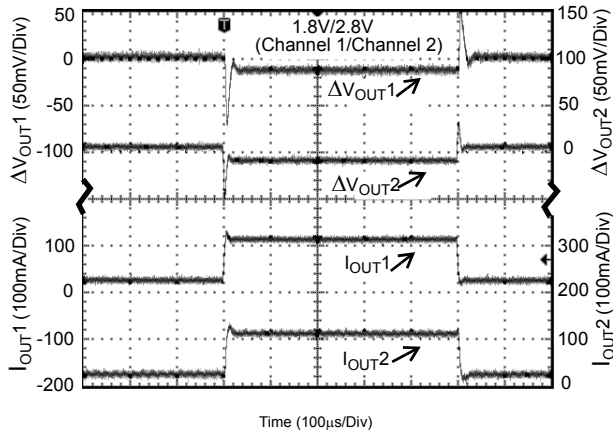 1.8V/2.8V
(Channel 1/Channel 2)
T
50
0
-50
-100
ΔVOUT1 (50mV/Div)
150
100
50
0
ΔVOUT2 (50mV/Div)
ΔVOUT1
ΔVOUT2
100
0
-100
-200
IOUT1 (100mA/Div)
300
200
100
0
IOUT2 (100mA/Div)
IOUT1
IOUT2
Time (100µs/Div)